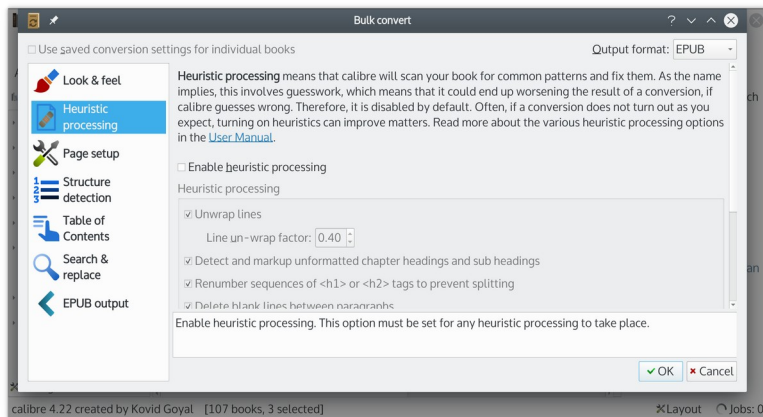 Bulk convert
Use saved conversion settings for individual books
Output format: EPUB
Look & feel
Heuristic
processing
Page setup
Structure
detection
Table of
Contents
Search &
replace
EPUB output
Heuristic processing means that calibre will scan your book for common patterns and fix them. As the name
implies, this involves guesswork, which means that it could end up worsening the result of a conversion, if
calibre guesses wrong. Therefore, it is disabled by default. Often, if a conversion does not turn out as you
expect, turning on heuristics can improve matters. Read more about the various heuristic processing options
in the User Manual.
Enable heuristic processing
Heuristic processing
Unwrap lines
Line un-wrap factor: 0.40
Detect and markup unformatted chapter headings and sub headings
Renumber sequences of <h1> or <h2> tags to prevent splitting
Delete blank lines between paragraphs
Enable heuristic processing. This option must be set for any heuristic processing to take place.
OK
Cancel
calibre 4.22 created by Kovid Goyal [107 books, 3 selected]
Layout
Jobs: 0